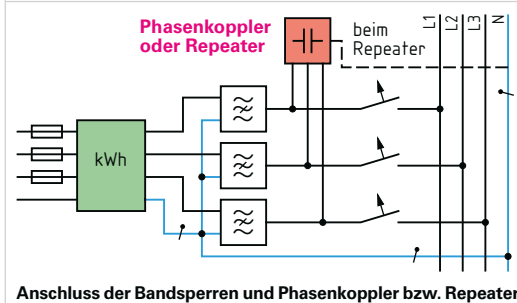 Phasenkoppler
oder Repeater
beim
Repeater
L1
L2
L3
N
kWh
Anschluss der Bandsperren und Phasenkoppler bzw. Repeater